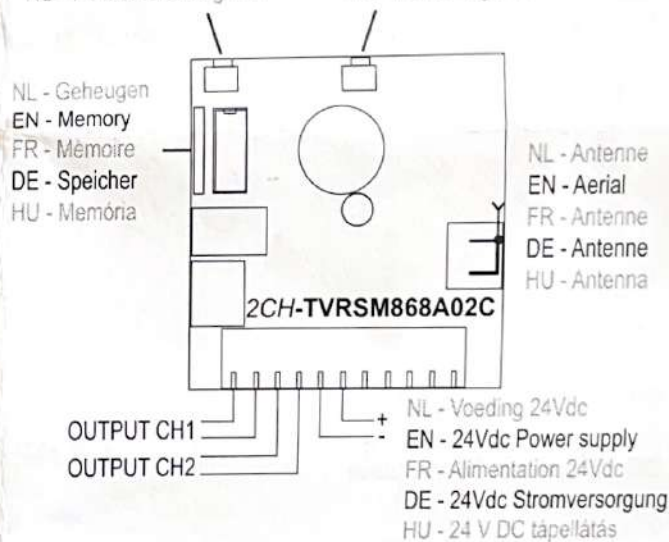 NL - Geheugen
EN - Memory
FR - Mèmoire
DE - Speicher
HU - Memória
NL - Antenne
EN - Aerial
FR - Antenne
DE - Antenne
HU - Antenna
2CH-TVRSM868A02C
OUTPUT CH1
OUTPUT CH2
+
-
NL - Voeding 24Vdc
EN - 24Vdc Power supply
FR - Alimentation 24Vdc
DE - 24Vdc Stromversorgung
HU - 24 V DC tápellátás